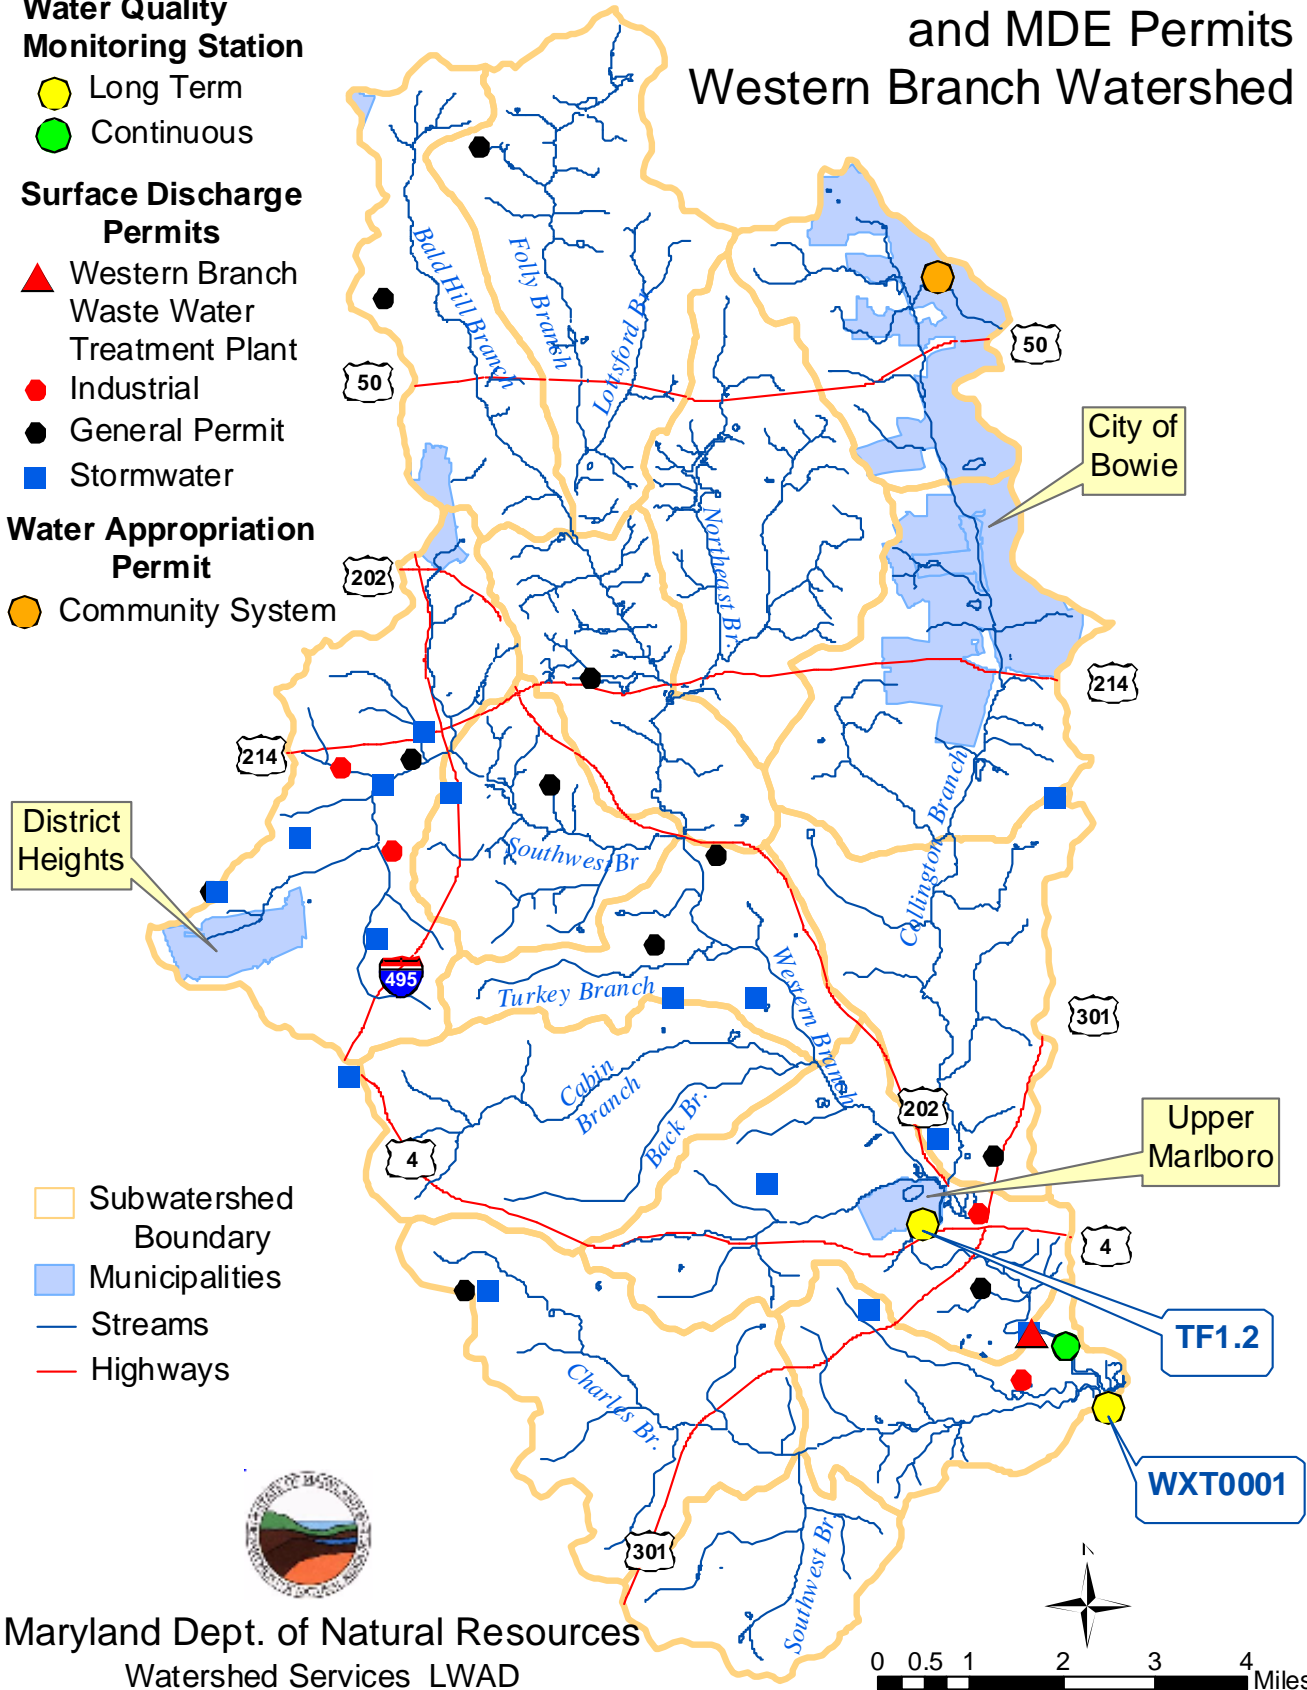 Water Quality
Monitoring Station
Long Term
Continuous
Surface Discharge
Permits
Western Branch
Waste Water
Treatment Plant
Industrial
General Permit
Stormwater
Water Appropriation
Permit
Community System
and MDE Permits
Western Branch Watershed
Bald Hill Branch
Folly Branch
Lottsford Br.
50
50
City of
Bowie
Northeast Br.
202
214
214
District
Heights
Southwest Br
Collington Branch
495
Turkey Branch
Western Branch
301
Cabin
Branch
Back Br.
202
4
Upper
Marlboro
4
Subwatershed
Boundary
Municipalities
Streams
Highways
TF1.2
Charles Br.
WXT0001
301
Southwest Br.
N
Maryland Dept. of Natural Resources
Watershed Services LWAD
0 0.5 1 2 3 4
Miles